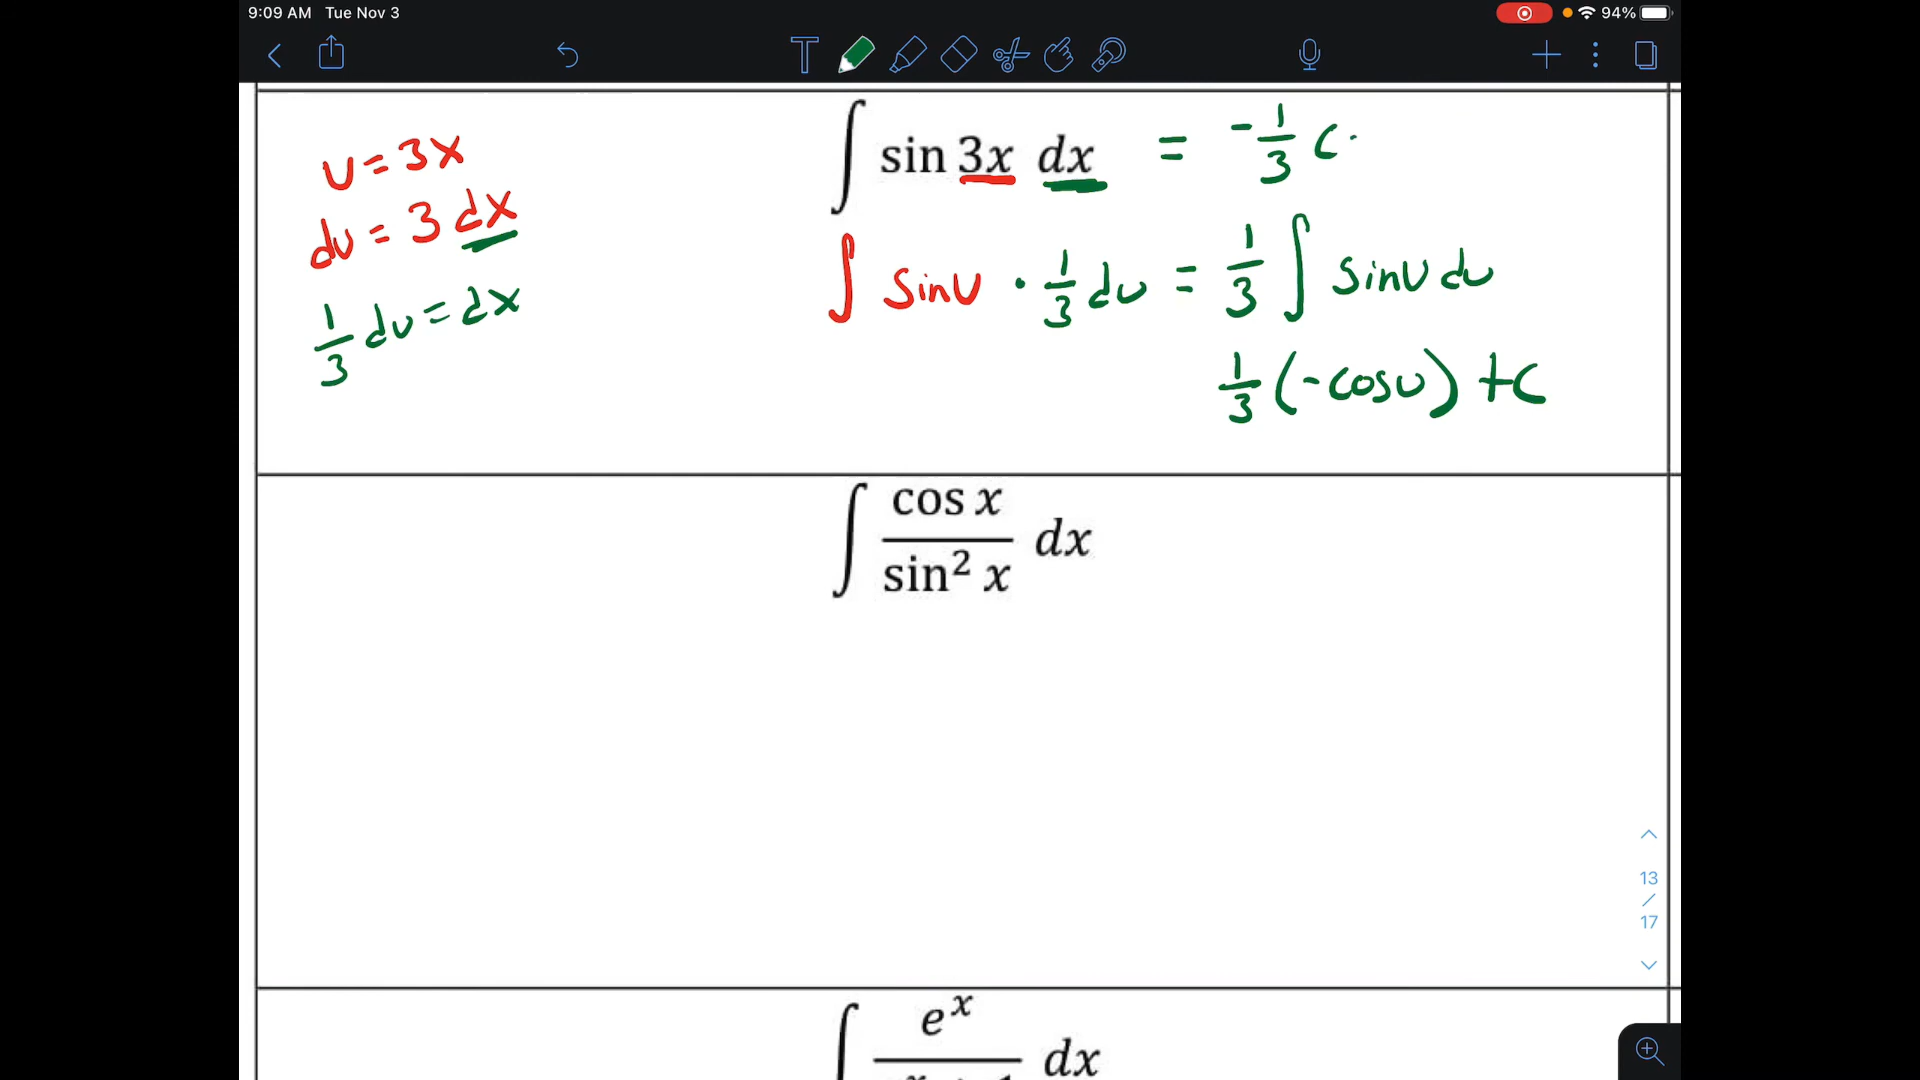 9:09 AM Tue Nov 3
94%
u = 3x
du = 3 dx
1/3 du = dx
∫ sin 3x dx = -1/3 c
∫ sin u · 1/3 du = 1/3 ∫ sin u du
1/3 (-cos u) + C
∫ cos x / sin² x dx
13
/
17
∫ eˣ dx